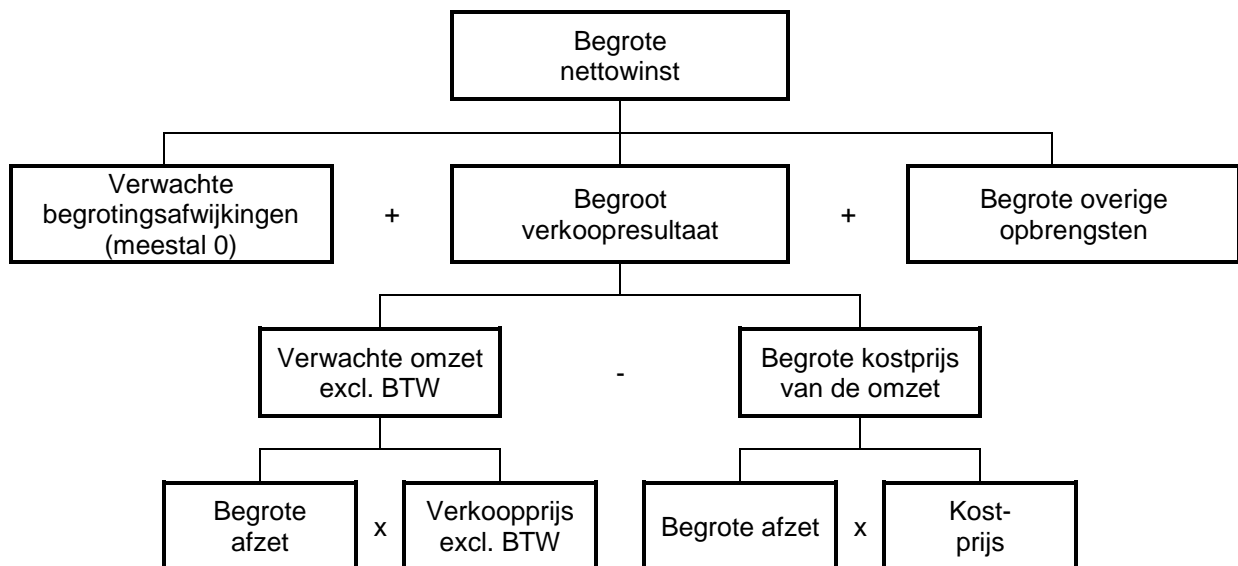 Begrote
nettowinst
Verwachte
begrotingsafwijkingen
(meestal 0)
+
Begroot
verkoopresultaat
+
Begrote overige
opbrengsten
Verwachte omzet
excl. BTW
-
Begrote kostprijs
van de omzet
Begrote
afzet
x
Verkoopprijs
excl. BTW
Begrote afzet
x
Kost-
prijs